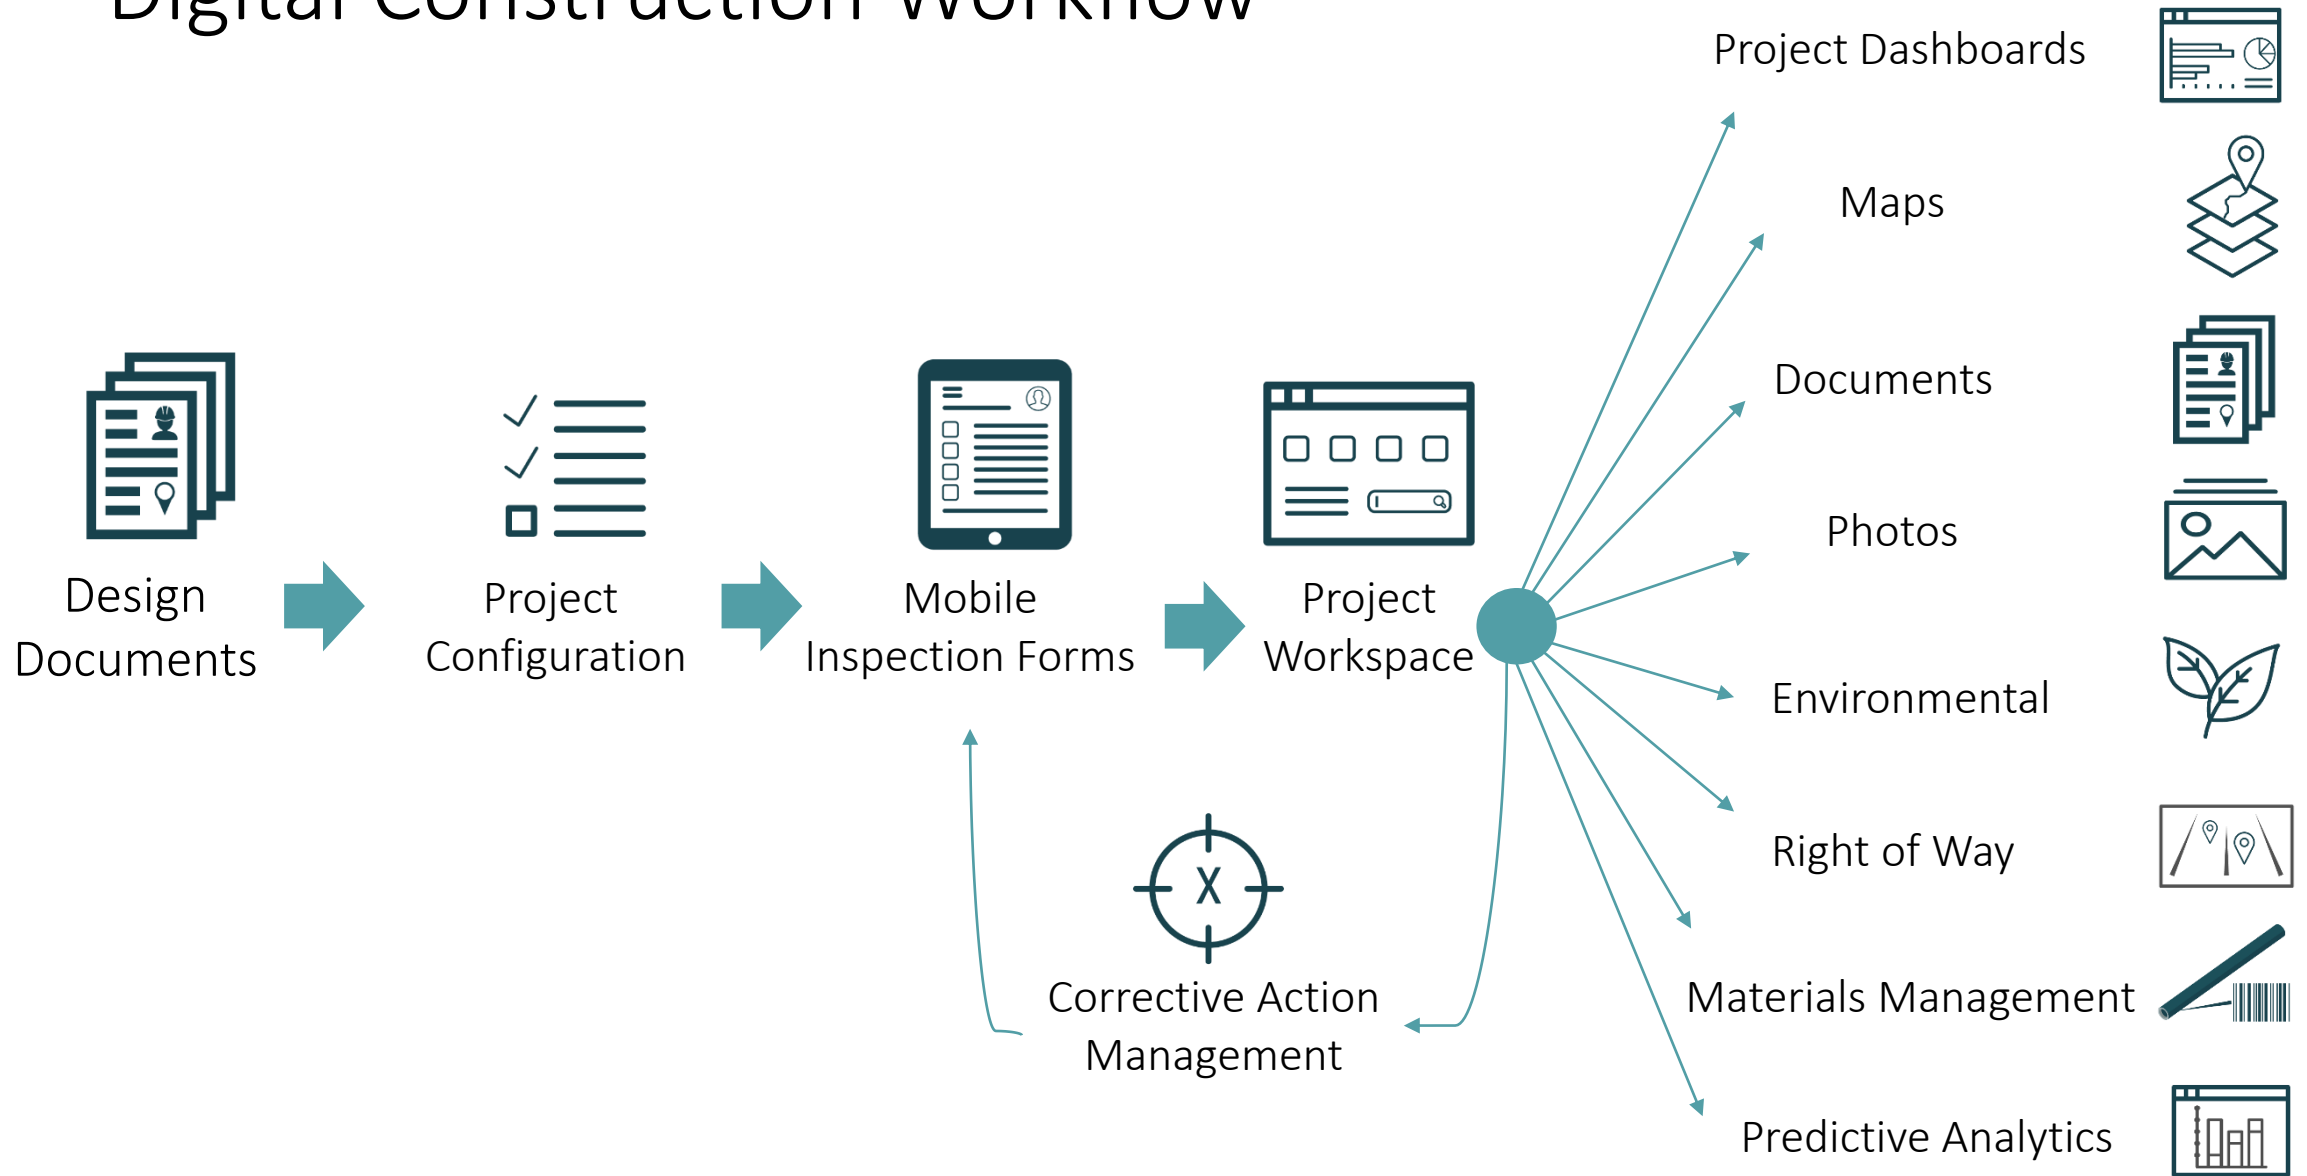 Digital Construction Workflow
Project Dashboards
Maps
Documents
Photos
Environmental
Right of Way
Materials Management
Predictive Analytics
Design
Documents
Project
Configuration
Mobile
Inspection Forms
Project
Workspace
X
Corrective Action
Management